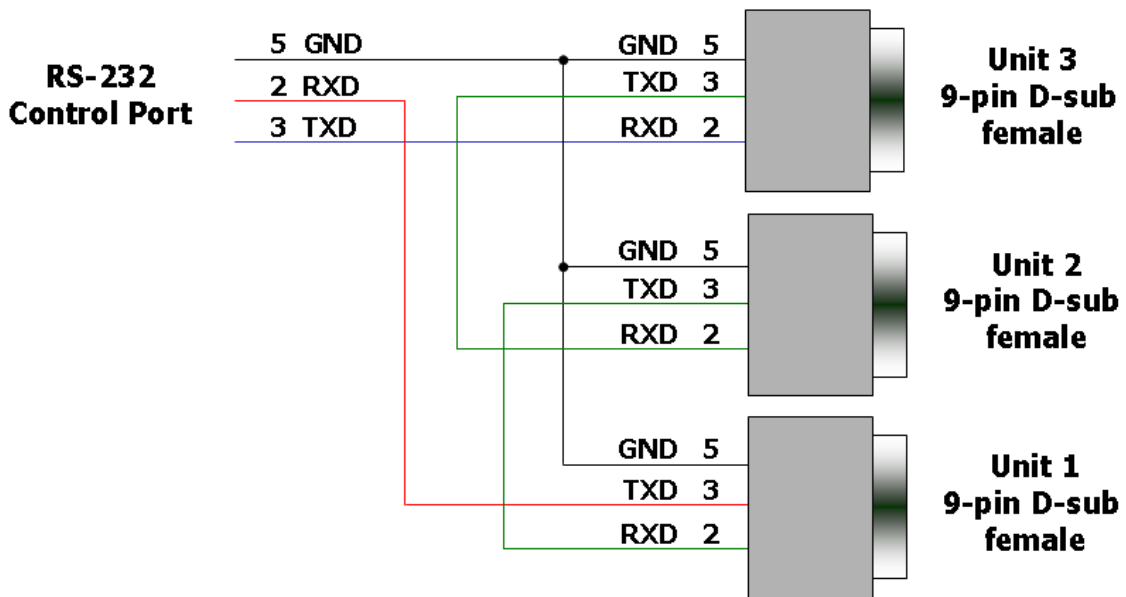 RS-232
Control Port
5 GND
2 RXD
3 TXD
GND 5
TXD 3
RXD 2
Unit 3
9-pin D-sub
female
GND 5
TXD 3
RXD 2
Unit 2
9-pin D-sub
female
GND 5
TXD 3
RXD 2
Unit 1
9-pin D-sub
female